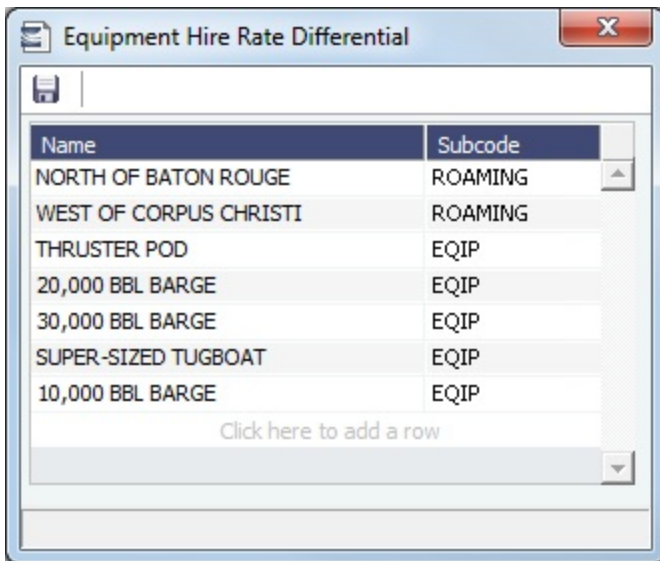 Equipment Hire Rate Differential
Name Subcode
NORTH OF BATON ROUGE ROAMING
WEST OF CORPUS CHRISTI ROAMING
THRUSTER POD EQIP
20,000 BBL BARGE EQIP
30,000 BBL BARGE EQIP
SUPER-SIZED TUGBOAT EQIP
10,000 BBL BARGE EQIP
Click here to add a row